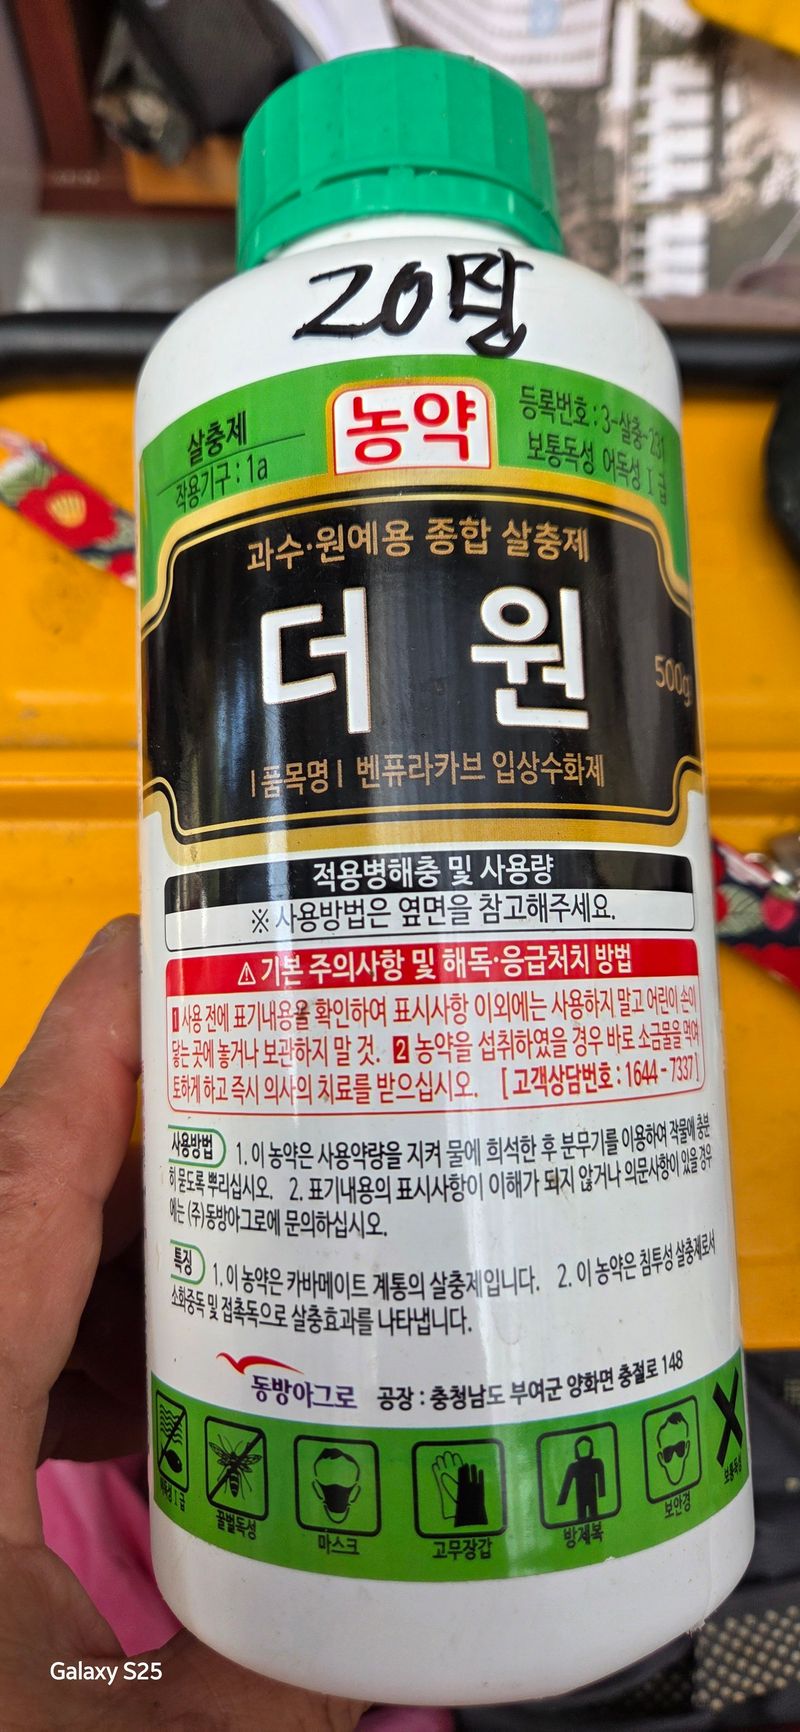 20말
살충제
작용기구 : 1a
농약
등록번호 : 3-살충-231
보통독성 어독성 I 급
과수·원예용 종합 살충제
더 원
500g
|품목명| 벤퓨라카브 입상수화제
적용병해충 및 사용량
※ 사용방법은 옆면을 참고해주세요.
⚠ 기본 주의사항 및 해독·응급처치 방법
1 사용 전에 표기내용을 확인하여 표시사항 이외에는 사용하지 말고 어린이 손이
닿는 곳에 놓거나 보관하지 말 것. 2 농약을 섭취하였을 경우 바로 소금물을 먹여
토하게 하고 즉시 의사의 치료를 받으십시오. [ 고객상담번호 : 1644 - 7337 ]
사용방법 1. 이 농약은 사용약량을 지켜 물에 희석한 후 분무기를 이용하여 작물에 충분
히 묻도록 뿌리십시오. 2. 표기내용의 표시사항이 이해가 되지 않거나 의문사항이 있을 경우
에는 (주)동방아그로에 문의하십시오.
특징 1. 이 농약은 카바메이트 계통의 살충제입니다. 2. 이 농약은 침투성 살충제로서
소화중독 및 접촉독으로 살충효과를 나타냅니다.
동방아그로 공장 : 충청남도 부여군 양화면 충절로 148
어독성 I 급
꿀벌독성
마스크
고무장갑
방제복
보안경
보통독성
Galaxy S25